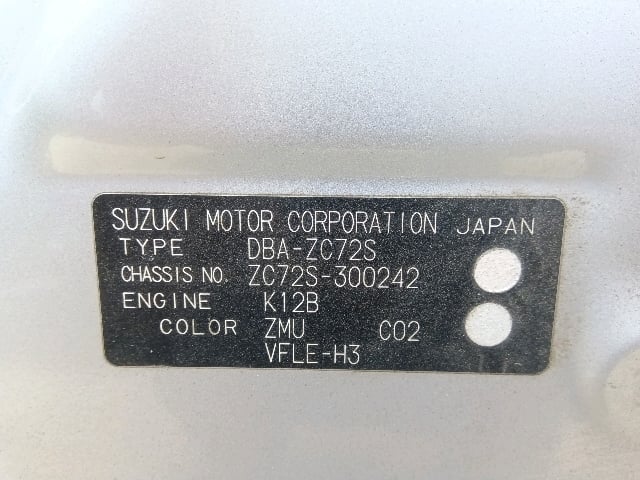 SUZUKI MOTOR CORPORATION JAPAN
TYPE DBA-ZC72S
CHASSIS NO. ZC72S-300242
ENGINE K12B
COLOR ZMU C02
VFLE-H3